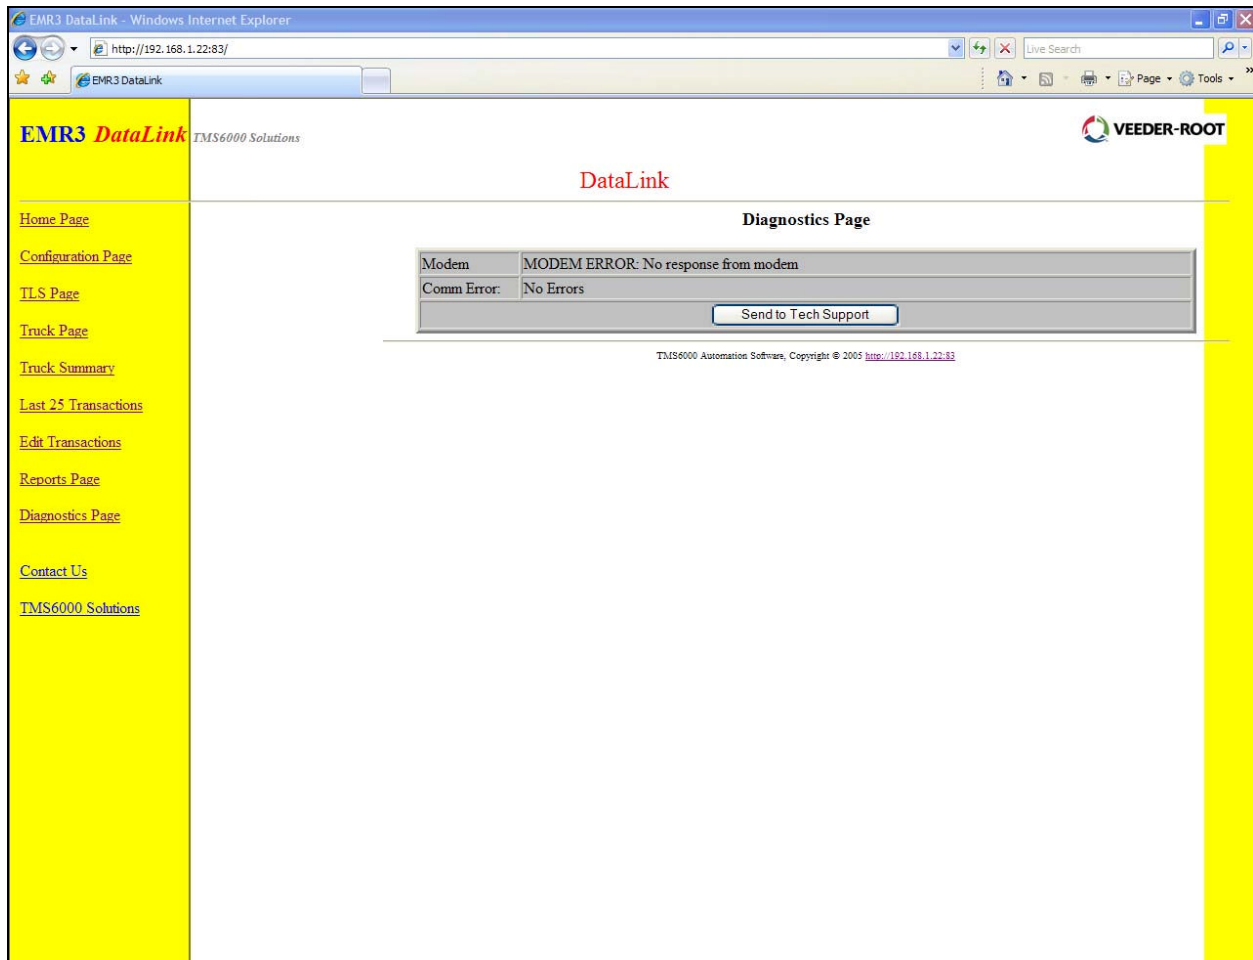 EMR3 DataLink - Windows Internet Explorer
http://192.168.1.22:83/
Live Search
EMR3 DataLink
Page
Tools
EMR3 DataLink TMS6000 Solutions
VEEDER-ROOT
DataLink
Home Page
Diagnostics Page
Configuration Page
Modem MODEM ERROR: No response from modem
TLS Page
Comm Error: No Errors
Send to Tech Support
Truck Page
TMS6000 Automation Software, Copyright © 2005 http://192.168.1.22:83
Truck Summary
Last 25 Transactions
Edit Transactions
Reports Page
Diagnostics Page
Contact Us
TMS6000 Solutions